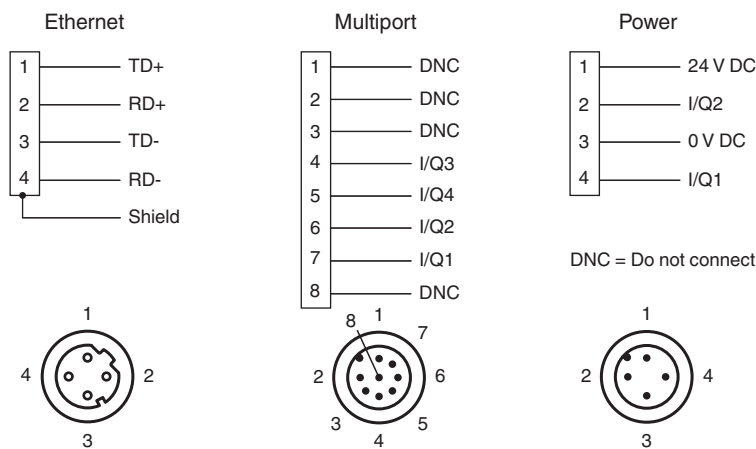 Ethernet
1 TD+
2 RD+
3 TD-
4 RD-
Shield
Multiport
1 DNC
2 DNC
3 DNC
4 I/Q3
5 I/Q4
6 I/Q2
7 I/Q1
8 DNC
Power
1 24 V DC
2 I/Q2
3 0 V DC
4 I/Q1
DNC = Do not connect
1
4 2
3
8 1 7
2 6
3 4 5
1
2 4
3